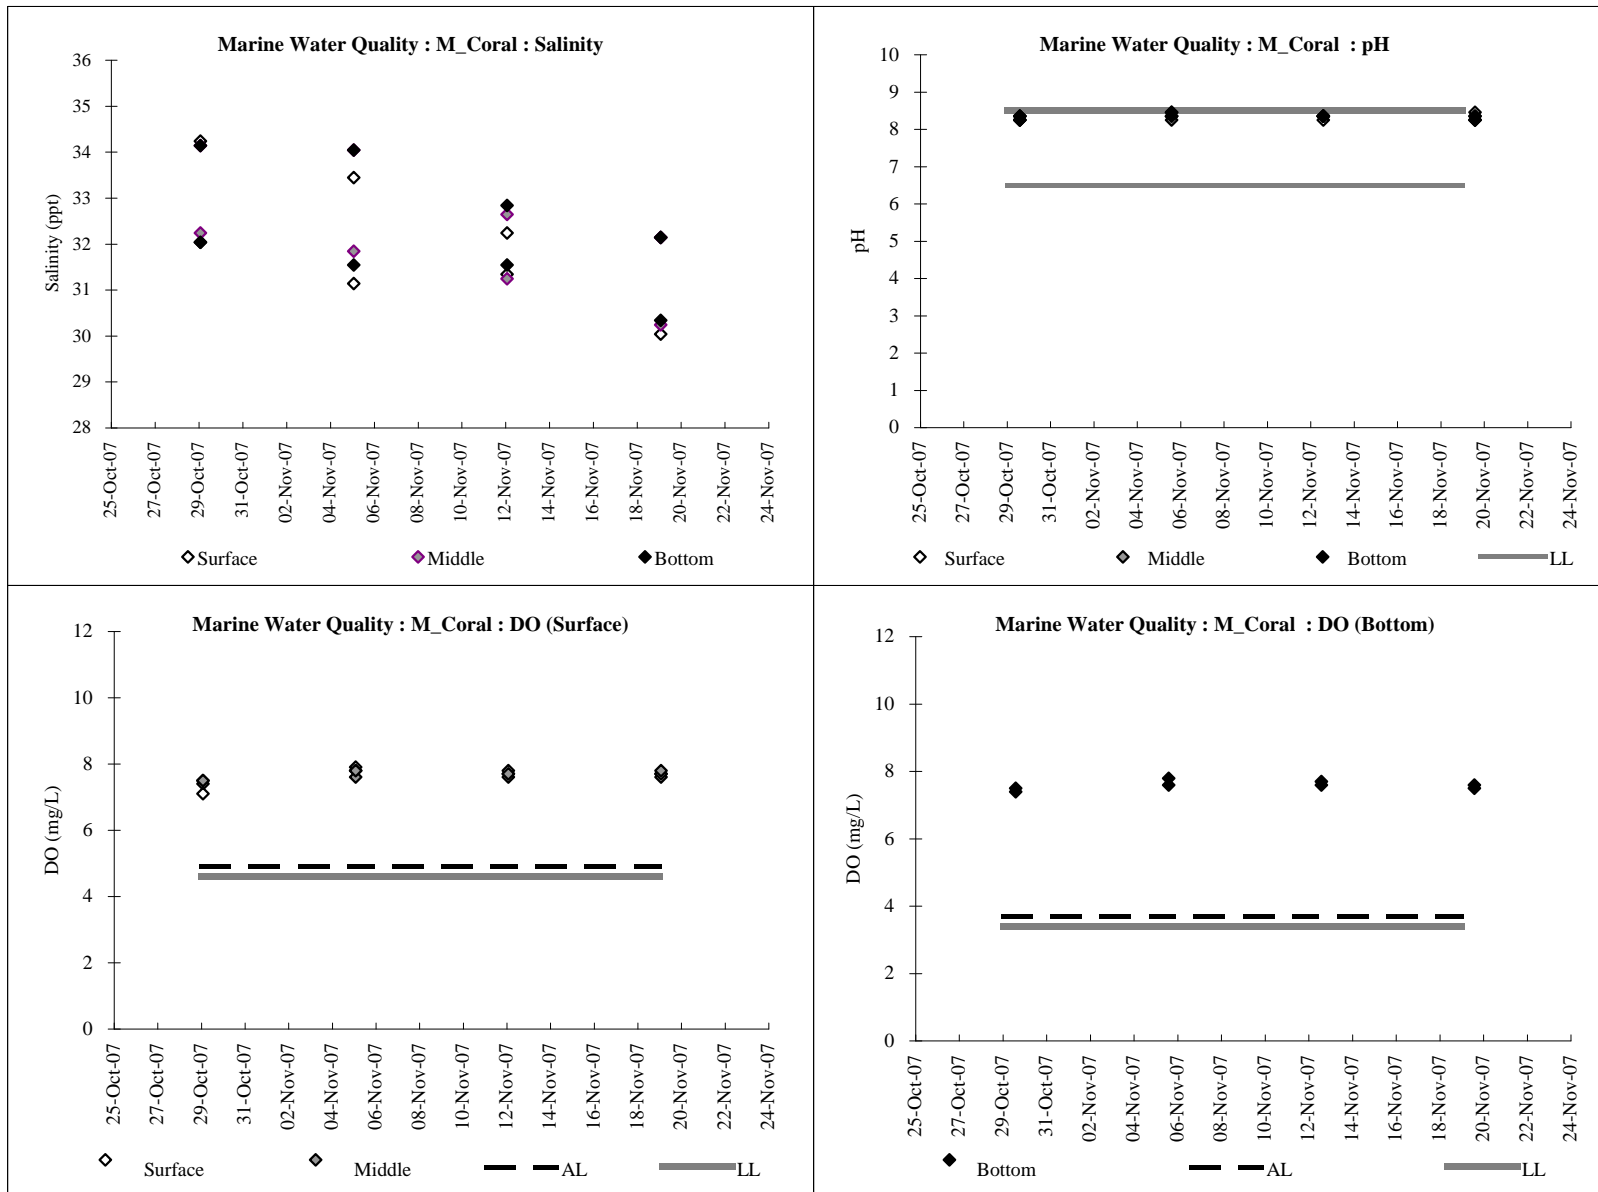 Marine Water Quality : M_Coral : Salinity
36
35
34
33
32
31
30
29
28
Salinity (ppt)
25-Oct-07
27-Oct-07
29-Oct-07
31-Oct-07
02-Nov-07
04-Nov-07
06-Nov-07
08-Nov-07
10-Nov-07
12-Nov-07
14-Nov-07
16-Nov-07
18-Nov-07
20-Nov-07
22-Nov-07
24-Nov-07
Surface Middle Bottom
Marine Water Quality : M_Coral : pH
10
9
8
7
6
5
4
3
2
1
0
pH
25-Oct-07
27-Oct-07
29-Oct-07
31-Oct-07
02-Nov-07
04-Nov-07
06-Nov-07
08-Nov-07
10-Nov-07
12-Nov-07
14-Nov-07
16-Nov-07
18-Nov-07
20-Nov-07
22-Nov-07
24-Nov-07
Surface Middle Bottom LL
Marine Water Quality : M_Coral : DO (Surface)
12
10
8
6
4
2
0
DO (mg/L)
25-Oct-07
27-Oct-07
29-Oct-07
31-Oct-07
02-Nov-07
04-Nov-07
06-Nov-07
08-Nov-07
10-Nov-07
12-Nov-07
14-Nov-07
16-Nov-07
18-Nov-07
20-Nov-07
22-Nov-07
24-Nov-07
Surface Middle AL LL
Marine Water Quality : M_Coral : DO (Bottom)
12
10
8
6
4
2
0
DO (mg/L)
25-Oct-07
27-Oct-07
29-Oct-07
31-Oct-07
02-Nov-07
04-Nov-07
06-Nov-07
08-Nov-07
10-Nov-07
12-Nov-07
14-Nov-07
16-Nov-07
18-Nov-07
20-Nov-07
22-Nov-07
24-Nov-07
Bottom AL LL